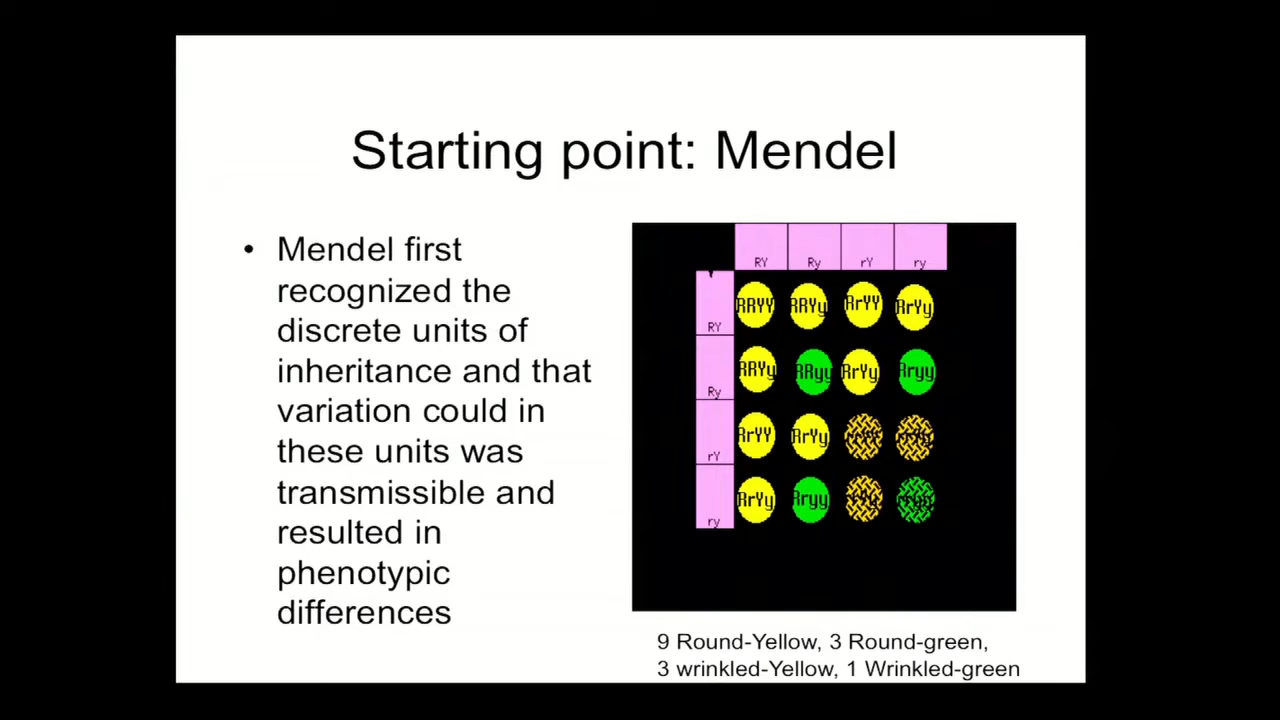 Starting point: Mendel
• Mendel first
recognized the
discrete units of
inheritance and that
variation could in
these units was
transmissible and
resulted in
phenotypic
differences
RY Ry rY ry
RY RRYY RRYy RrYY RrYy
Ry RRYy RRyy RrYy Rryy
rY RrYY RrYy
ry RrYy Rryy
9 Round-Yellow, 3 Round-green,
3 wrinkled-Yellow, 1 Wrinkled-green